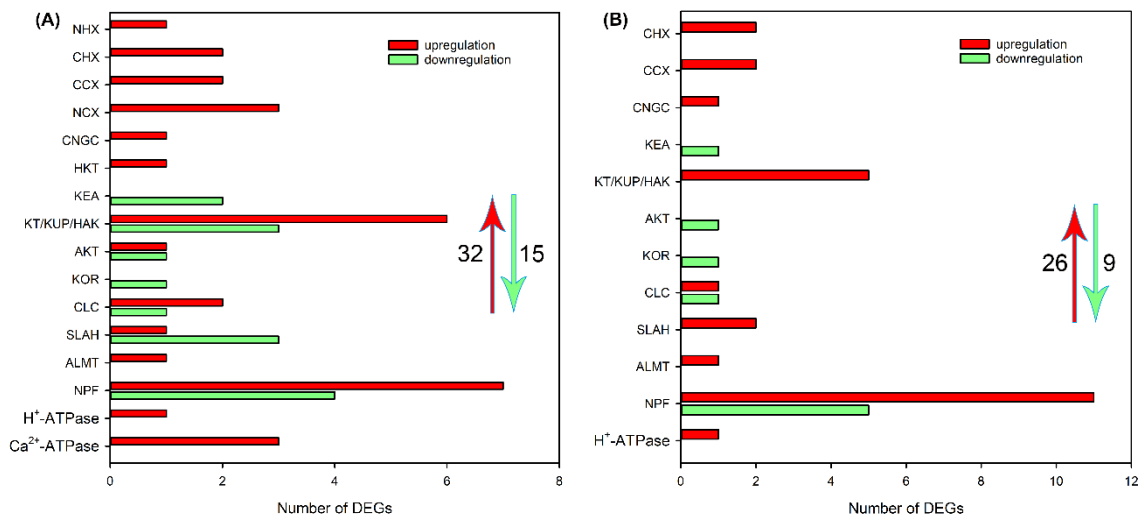 (A)
NHX
CHX
CCX
NCX
CNGC
HKT
KEA
KT/KUP/HAK
AKT
KOR
CLC
SLAH
ALMT
NPF
H⁺-ATPase
Ca²⁺-ATPase
upregulation
downregulation
32 15
0 2 4 6 8
Number of DEGs
(B)
CHX
CCX
CNGC
KEA
KT/KUP/HAK
AKT
KOR
CLC
SLAH
ALMT
NPF
H⁺-ATPase
upregulation
downregulation
26 9
0 2 4 6 8 10 12
Number of DEGs